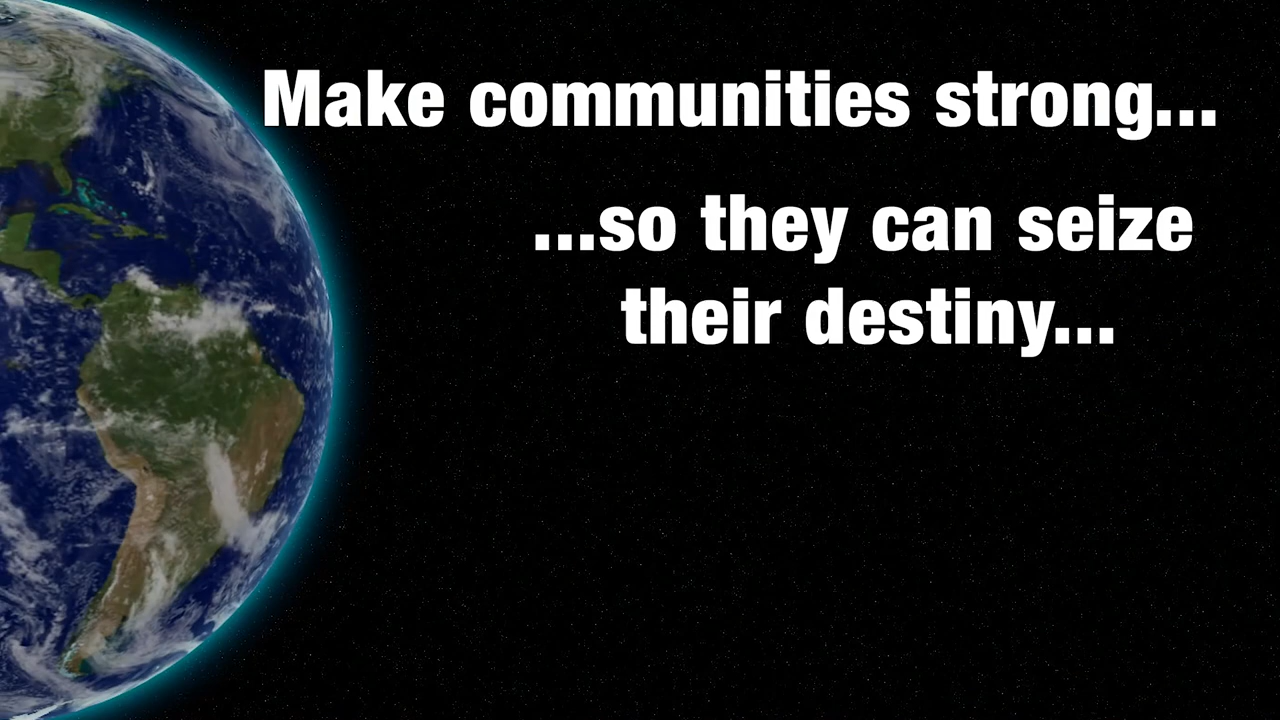 Make communities strong...
...so they can seize
their destiny...